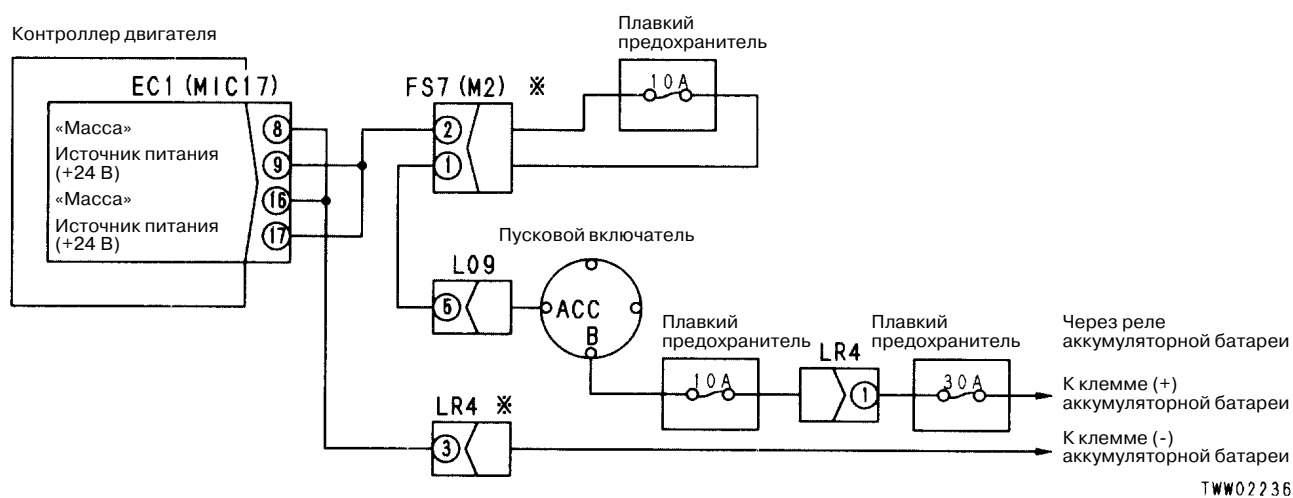 Контроллер двигателя
Плавкий
предохранитель
EC1 (MIC17)
FS7 (M2) ※
10A
«Масса»
8
2
Источник питания
(+24 В)
9
1
«Масса»
16
Источник питания
(+24 В)
17
Пусковой включатель
L09
5
ACC
B
Плавкий
предохранитель
Плавкий
предохранитель
Через реле
аккумуляторной батареи
10A
LR4
1
30A
К клемме (+)
аккумуляторной батареи
LR4 ※
3
К клемме (-)
аккумуляторной батареи
TWW02236